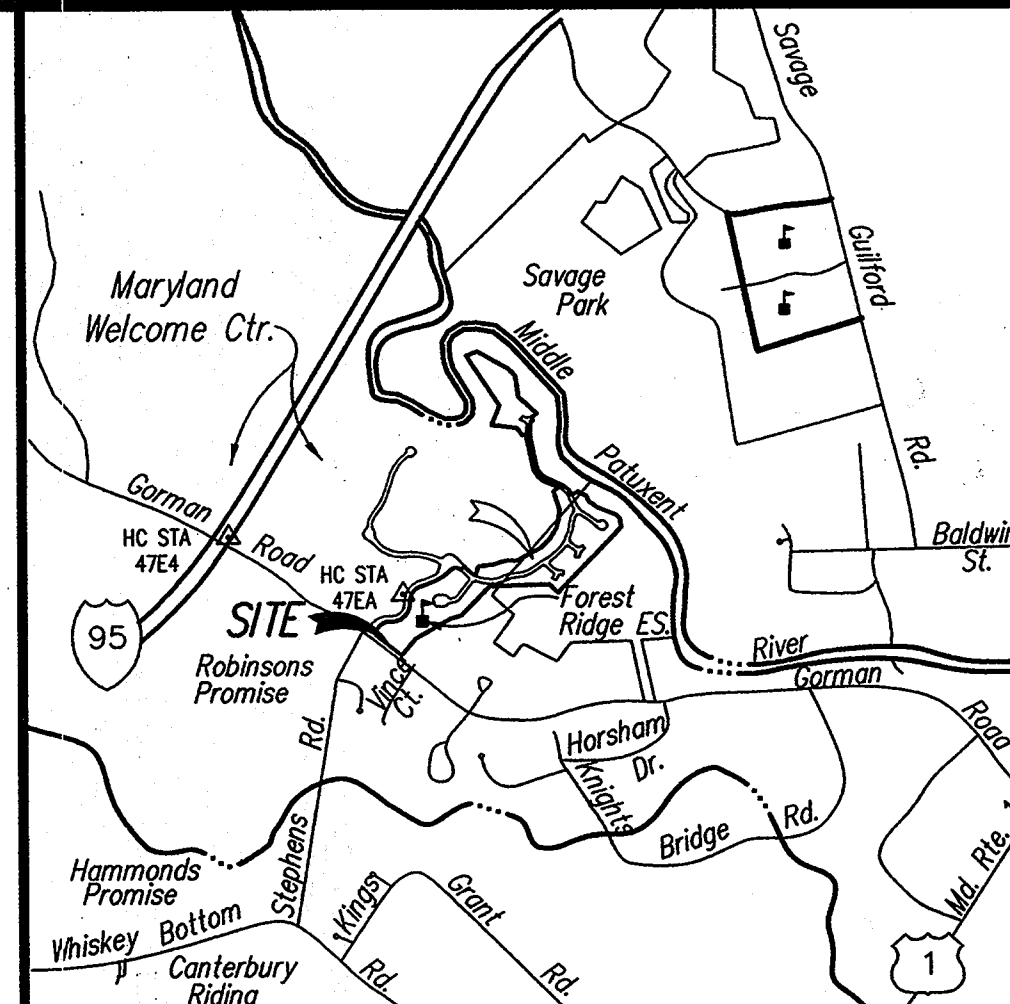 Savage
Guilford
Rd.
Maryland
Welcome Ctr.
Savage
Park
Middle
Patuxent
River
Gorman
Road
HC STA
47E4
HC STA
47EA
Baldwin
St.
95
SITE
Forest
Ridge ES.
Robinsons
Promise
Vinca
Ct.
Gorman
Road
Horsham
Dr.
Knights
Bridge Rd.
Stephens
Rd.
Hammonds
Promise
Whiskey Bottom
Rd.
Kings
Grant
Rd.
Canterbury
Riding
Md. Rte.
1